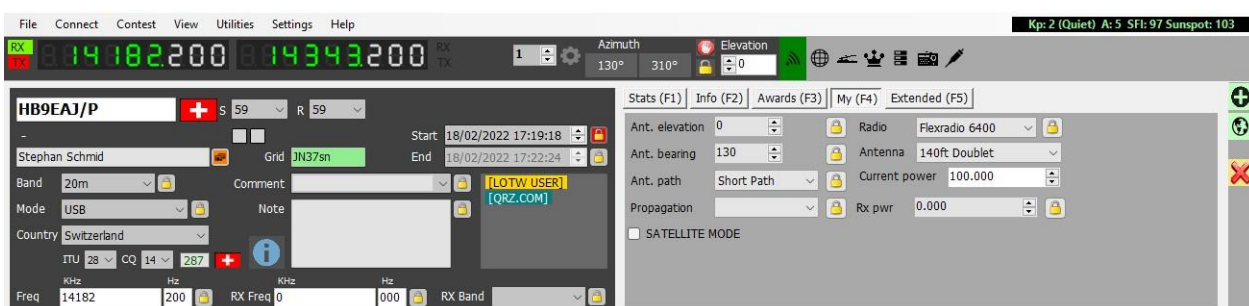 File Connect Contest View Utilities Settings Help Kp: 2 (Quiet) A: 5 SFI: 97 Sunspot: 103
RX TX 14182.200 14343.200 RX TX 1 Azimuth 130° 310° Elevation 0
HB9EAJ/P S 59 R 59
-
Start 18/02/2022 17:19:18
Stephan Schmid Grid JN37sn End 18/02/2022 17:22:24
Band 20m Comment [LOTW USER]
[QRZ.COM]
Mode USB Note
Country Switzerland
ITU 28 CQ 14 287
KHz Hz KHz Hz
Freq 14182 200 RX Freq 0 000 RX Band
Stats (F1) Info (F2) Awards (F3) My (F4) Extended (F5)
Ant. elevation 0 Radio Flexradio 6400
Ant. bearing 130 Antenna 140ft Doublet
Ant. path Short Path Current power 100.000
Propagation Rx pwr 0.000
SATELLITE MODE